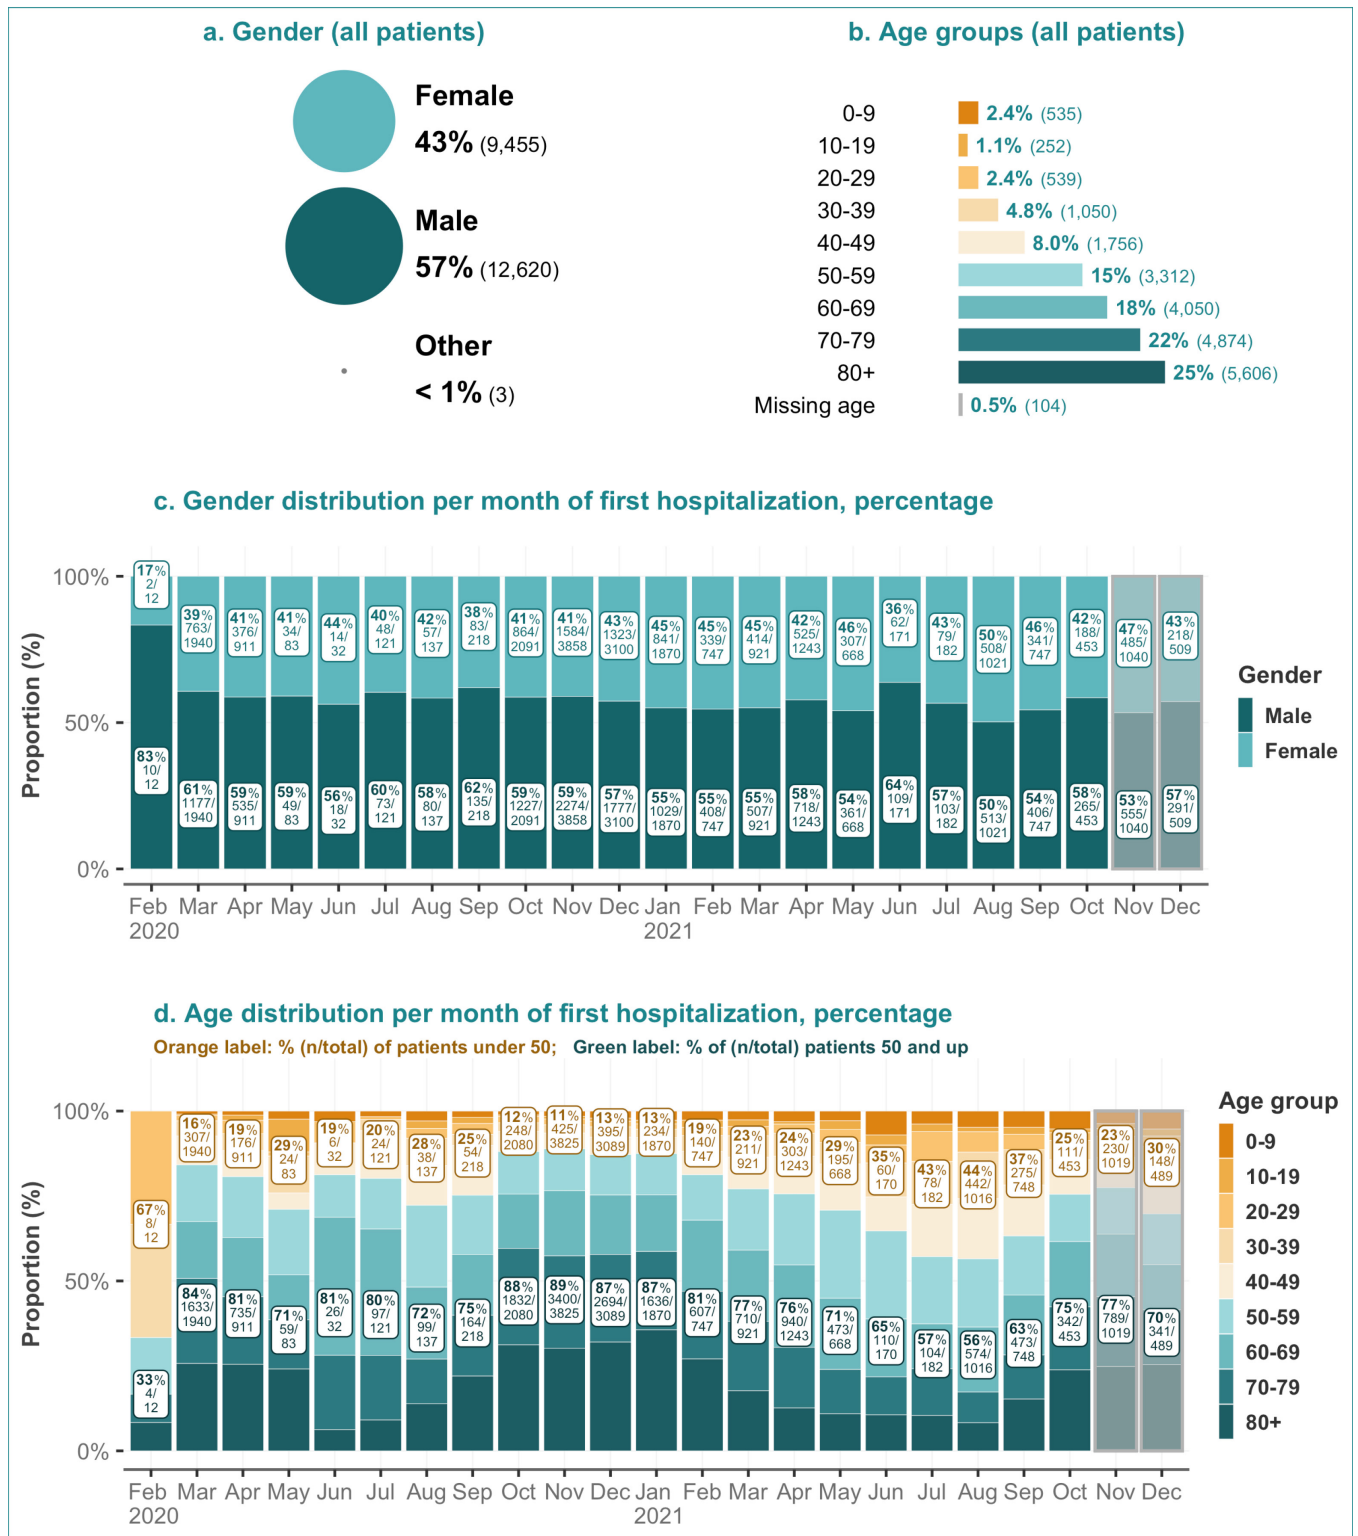 a. Gender (all patients)
Female
43% (9,455)
Male
57% (12,620)
Other
< 1% (3)
b. Age groups (all patients)
0-9 2.4% (535)
10-19 1.1% (252)
20-29 2.4% (539)
30-39 4.8% (1,050)
40-49 8.0% (1,756)
50-59 15% (3,312)
60-69 18% (4,050)
70-79 22% (4,874)
80+ 25% (5,606)
Missing age 0.5% (104)
c. Gender distribution per month of first hospitalization, percentage
Proportion (%)
100%
50%
0%
17% 2/ 12
39% 763/ 1940
41% 376/ 911
41% 34/ 83
44% 14/ 32
40% 48/ 121
42% 57/ 137
38% 83/ 218
41% 864/ 2091
41% 1584/ 3858
43% 1323/ 3100
45% 841/ 1870
45% 339/ 747
45% 414/ 921
42% 525/ 1243
46% 307/ 668
36% 62/ 171
43% 79/ 182
50% 508/ 1021
46% 341/ 747
42% 188/ 453
47% 485/ 1040
43% 218/ 509
83% 10/ 12
61% 1177/ 1940
59% 535/ 911
59% 49/ 83
56% 18/ 32
60% 73/ 121
58% 80/ 137
62% 135/ 218
59% 1227/ 2091
59% 2274/ 3858
57% 1777/ 3100
55% 1029/ 1870
55% 408/ 747
55% 507/ 921
58% 718/ 1243
54% 361/ 668
64% 109/ 171
57% 103/ 182
50% 513/ 1021
54% 406/ 747
58% 265/ 453
53% 555/ 1040
57% 291/ 509
Feb Mar Apr May Jun Jul Aug Sep Oct Nov Dec Jan Feb Mar Apr May Jun Jul Aug Sep Oct Nov Dec
2020 2021
Gender
Male
Female
d. Age distribution per month of first hospitalization, percentage
Orange label: % (n/total) of patients under 50; Green label: % of (n/total) patients 50 and up
Proportion (%)
100%
50%
0%
67% 8/ 12
16% 307/ 1940
19% 176/ 911
29% 24/ 83
19% 6/ 32
20% 24/ 121
28% 38/ 137
25% 54/ 218
12% 248/ 2080
11% 425/ 3825
13% 395/ 3089
13% 234/ 1870
19% 140/ 747
23% 211/ 921
24% 303/ 1243
29% 195/ 668
35% 60/ 170
43% 78/ 182
44% 442/ 1016
37% 275/ 748
25% 111/ 453
23% 230/ 1019
30% 148/ 489
33% 4/ 12
84% 1633/ 1940
81% 735/ 911
71% 59/ 83
81% 26/ 32
80% 97/ 121
72% 99/ 137
75% 164/ 218
88% 1832/ 2080
89% 3400/ 3825
87% 2694/ 3089
87% 1636/ 1870
81% 607/ 747
77% 710/ 921
76% 940/ 1243
71% 473/ 668
65% 110/ 170
57% 104/ 182
56% 574/ 1016
63% 473/ 748
75% 342/ 453
77% 789/ 1019
70% 341/ 489
Feb Mar Apr May Jun Jul Aug Sep Oct Nov Dec Jan Feb Mar Apr May Jun Jul Aug Sep Oct Nov Dec
2020 2021
Age group
0-9
10-19
20-29
30-39
40-49
50-59
60-69
70-79
80+